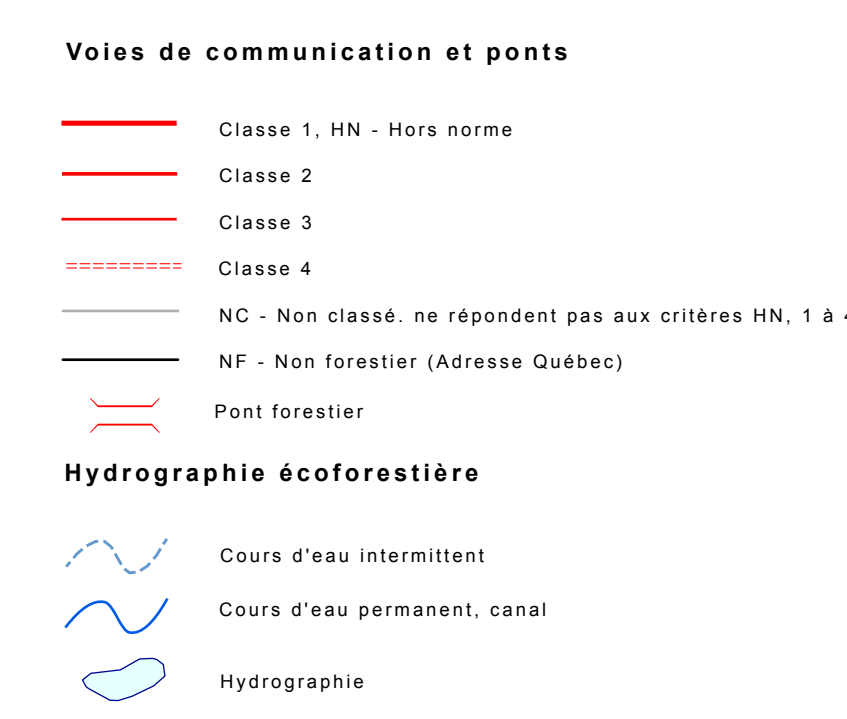 Voies de communication et ponts
Classe 1, HN - Hors norme
Classe 2
Classe 3
Classe 4
NC - Non classé. ne répondent pas aux critères HN, 1 à 4
NF - Non forestier (Adresse Québec)
Pont forestier
Hydrographie écoforestière
Cours d'eau intermittent
Cours d'eau permanent, canal
Hydrographie